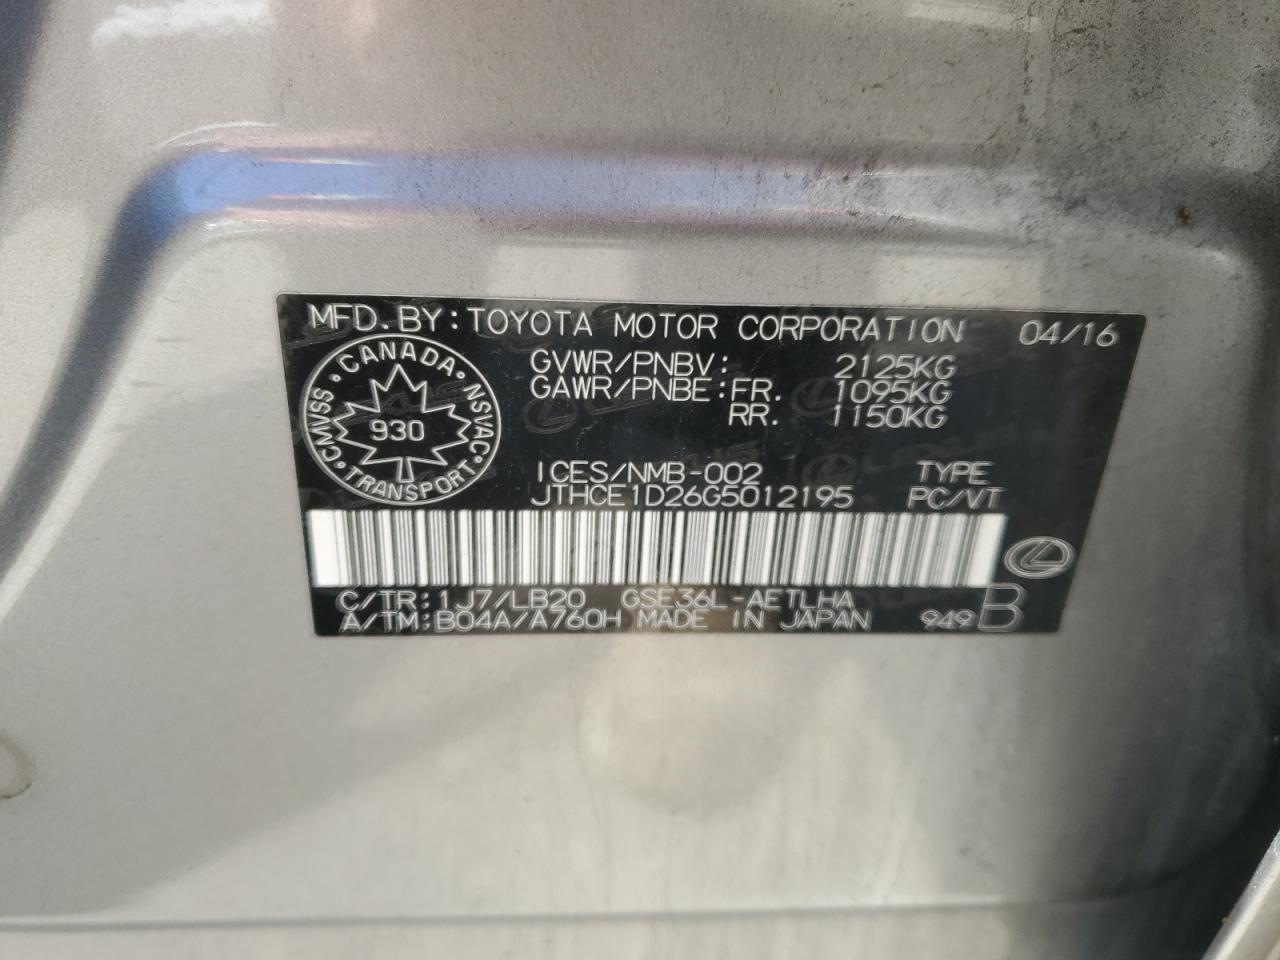 MFD. BY: TOYOTA MOTOR CORPORATION 04/16
GVWR/PNBV: 2125KG
GAWR/PNBE: FR. 1095KG
RR. 1150KG
CANADA · NSVAC · TRANSPORT · CMVSS ·
930
ICES/NMB-002 TYPE
JTHCE1D26G5012195 PC/VT
C/TR: 1J7/LB20 GSE36L-AETLHA
A/TM: B04A/A760H MADE IN JAPAN 949 B